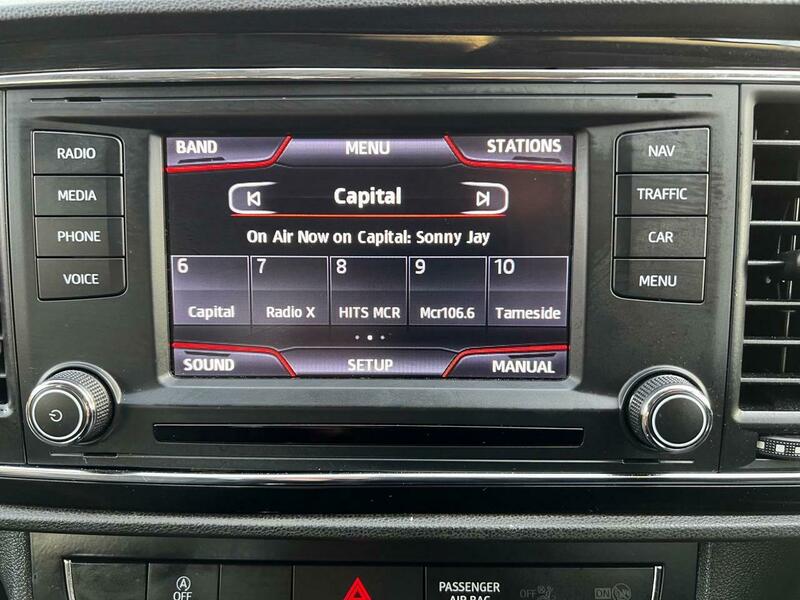 RADIO
MEDIA
PHONE
VOICE
BAND
MENU
STATIONS
Capital
On Air Now on Capital: Sonny Jay
6
7
8
9
10
Capital
Radio X
HITS MCR
Mcr106.6
Tameside
SOUND
SETUP
MANUAL
NAV
TRAFFIC
CAR
MENU
A
OFF
PASSENGER
AIR BAG
OFF
ON